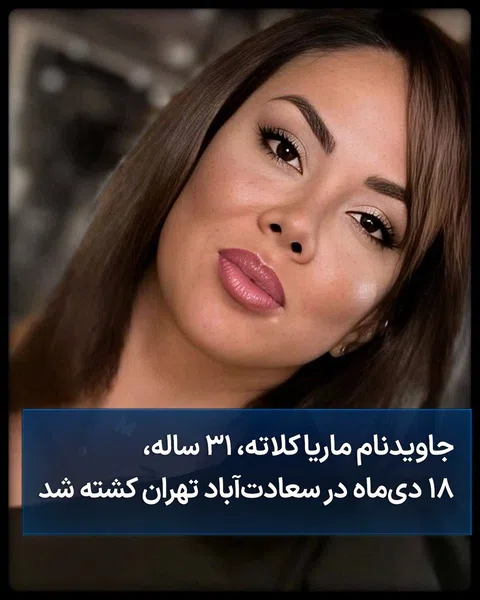 جاویدنام ماریا کلاته، ۳۱ ساله،
۱۸ دی‌ماه در سعادت‌آباد تهران کشته شد